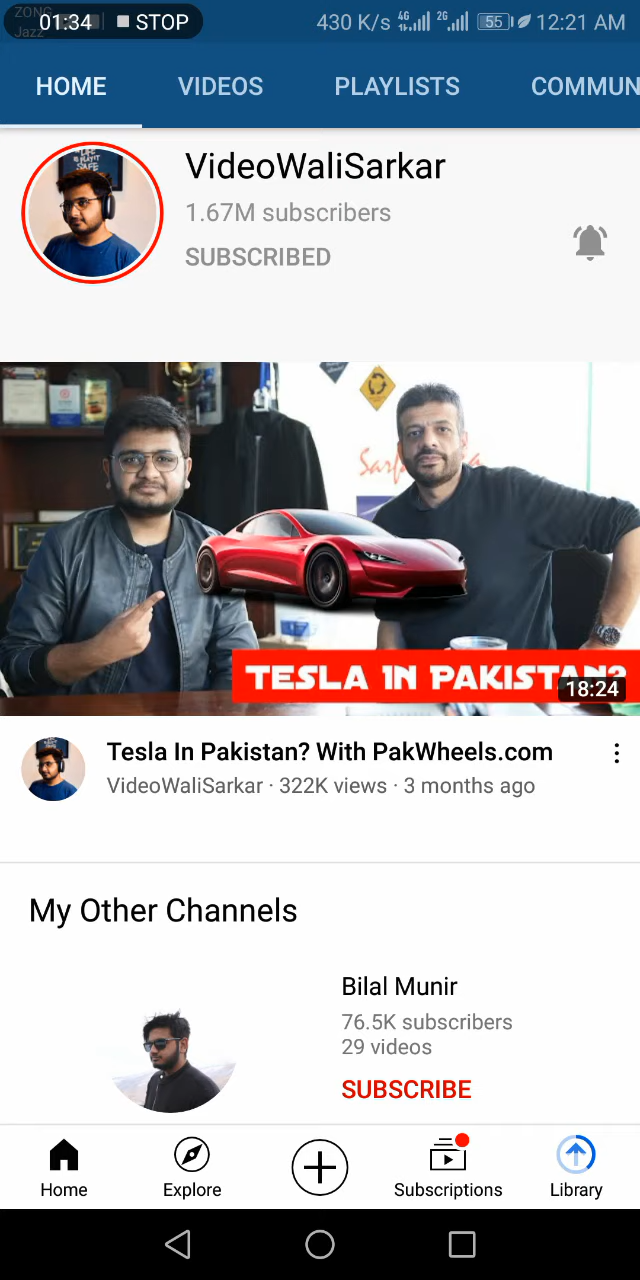 ZONG
Jazz
01:34 STOP 430 K/s 4G 2G 55 12:21 AM
HOME VIDEOS PLAYLISTS COMMUN
VideoWaliSarkar
1.67M subscribers
SUBSCRIBED
TESLA IN PAKISTAN?
18:24
Tesla In Pakistan? With PakWheels.com
VideoWaliSarkar · 322K views · 3 months ago
My Other Channels
Bilal Munir
76.5K subscribers
29 videos
SUBSCRIBE
Home Explore Subscriptions Library